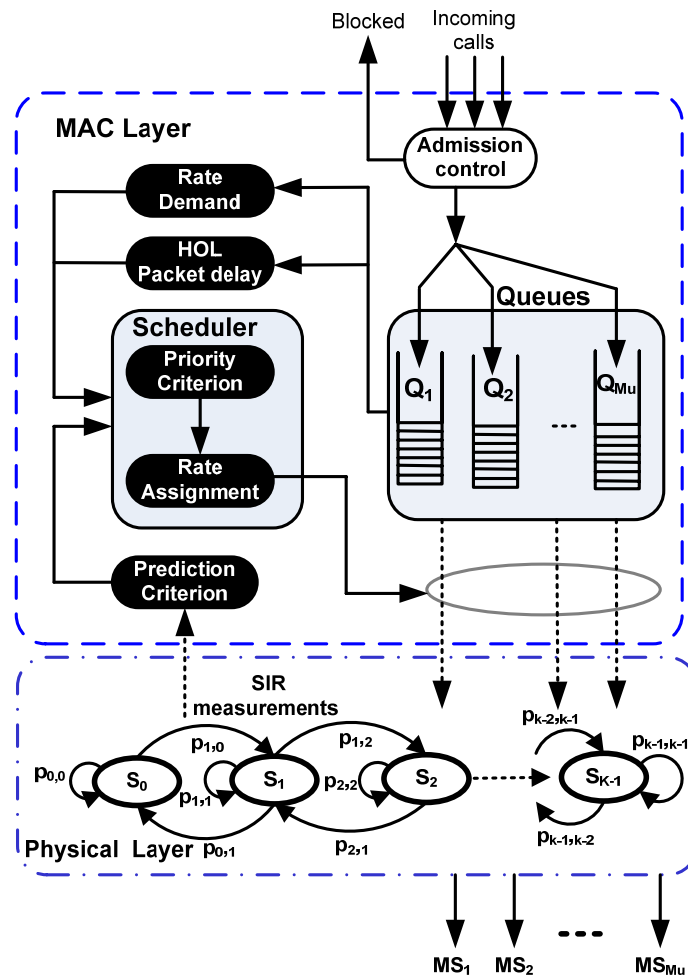 Blocked
Incoming
calls
MAC Layer
Admission
control
Rate
Demand
HOL
Packet delay
Queues
Scheduler
Priority
Criterion
Q1
Q2
QMu
Rate
Assignment
Prediction
Criterion
SIR
measurements
p0,0
S0
p1,0
p1,1
S1
p1,2
p2,2
S2
pk-2,k-1
SK-1
pk-1,k-1
p0,1
p2,1
pk-1,k-2
Physical Layer
MS1
MS2
MSMu